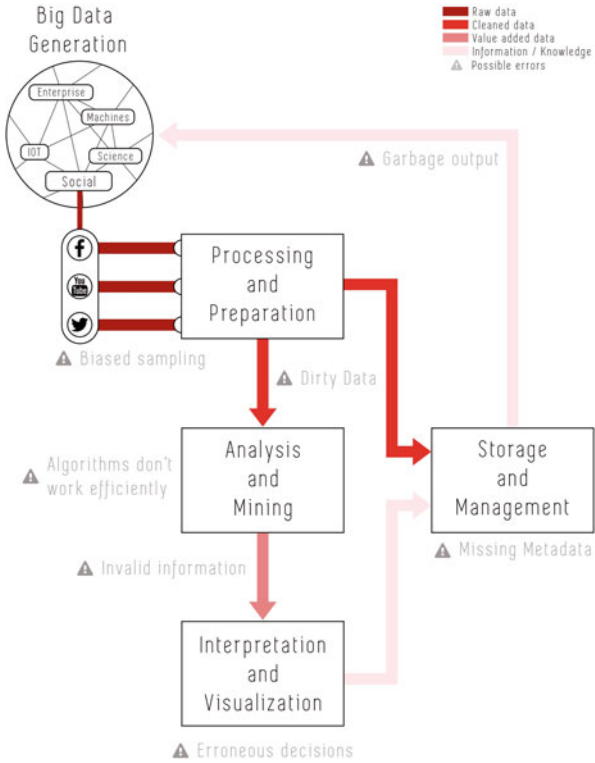 Big Data
Generation
Raw data
Cleaned data
Value added data
Information / Knowledge
Possible errors
Enterprise
Machines
IOT
Science
Social
Garbage output
f
You
Tube
Processing
and
Preparation
Biased sampling
Dirty Data
Algorithms don't
work efficiently
Analysis
and
Mining
Storage
and
Management
Missing Metadata
Invalid information
Interpretation
and
Visualization
Erroneous decisions